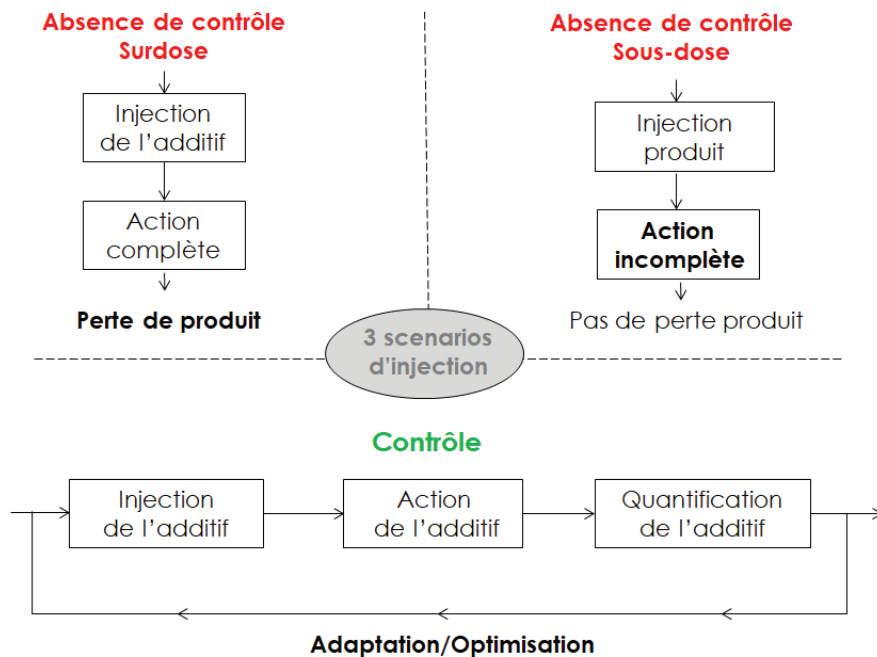 Absence de contrôle
Surdose
Injection
de l'additif
Action
complète
Perte de produit
Absence de contrôle
Sous-dose
Injection
produit
Action
incomplète
Pas de perte produit
3 scenarios
d'injection
Contrôle
Injection
de l'additif
Action
de l'additif
Quantification
de l'additif
Adaptation/Optimisation